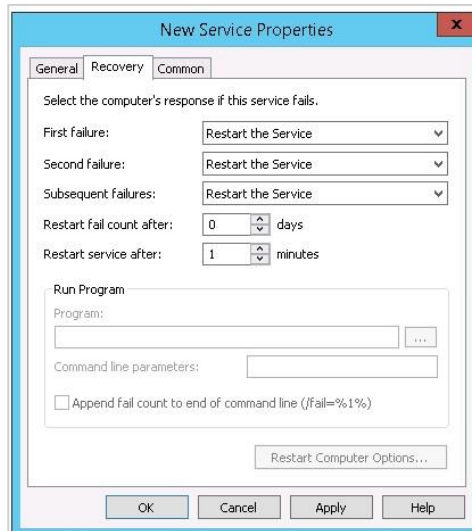 New Service Properties
x
General Recovery Common
Select the computer's response if this service fails.
First failure: Restart the Service
Second failure: Restart the Service
Subsequent failures: Restart the Service
Restart fail count after: 0 days
Restart service after: 1 minutes
Run Program
Program:
...
Command line parameters:
Append fail count to end of command line (/fail=%1%)
Restart Computer Options...
OK Cancel Apply Help